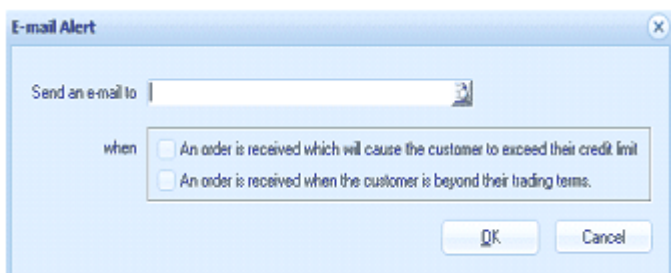 E-mail Alert
Send an e-mail to
when
An order is received which will cause the customer to exceed their credit limit
An order is received when the customer is beyond their trading terms.
OK
Cancel